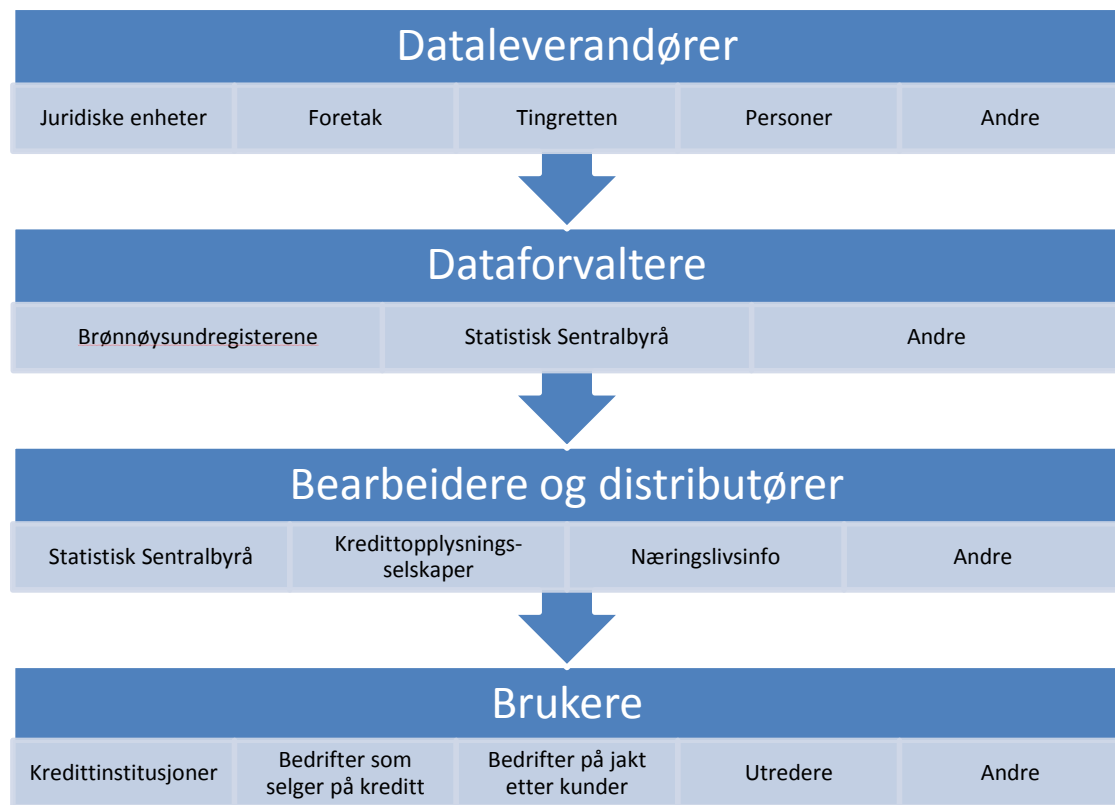 Dataleverandører
Juridiske enheter
Foretak
Tingretten
Personer
Andre
Dataforvaltere
Brønnøysundregisterene
Statistisk Sentralbyrå
Andre
Bearbeidere og distributører
Statistisk Sentralbyrå
Kredittopplysnings-
selskaper
Næringslivsinfo
Andre
Brukere
Kredittinstitusjoner
Bedrifter som
selger på kreditt
Bedrifter på jakt
etter kunder
Utredere
Andre